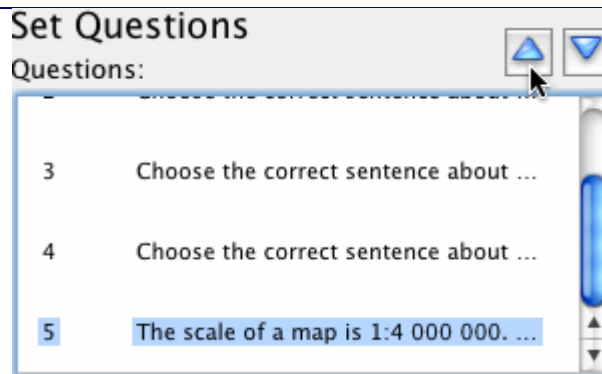 Set Questions
Questions:
3 Choose the correct sentence about ...
4 Choose the correct sentence about ...
5 The scale of a map is 1:4 000 000. ...